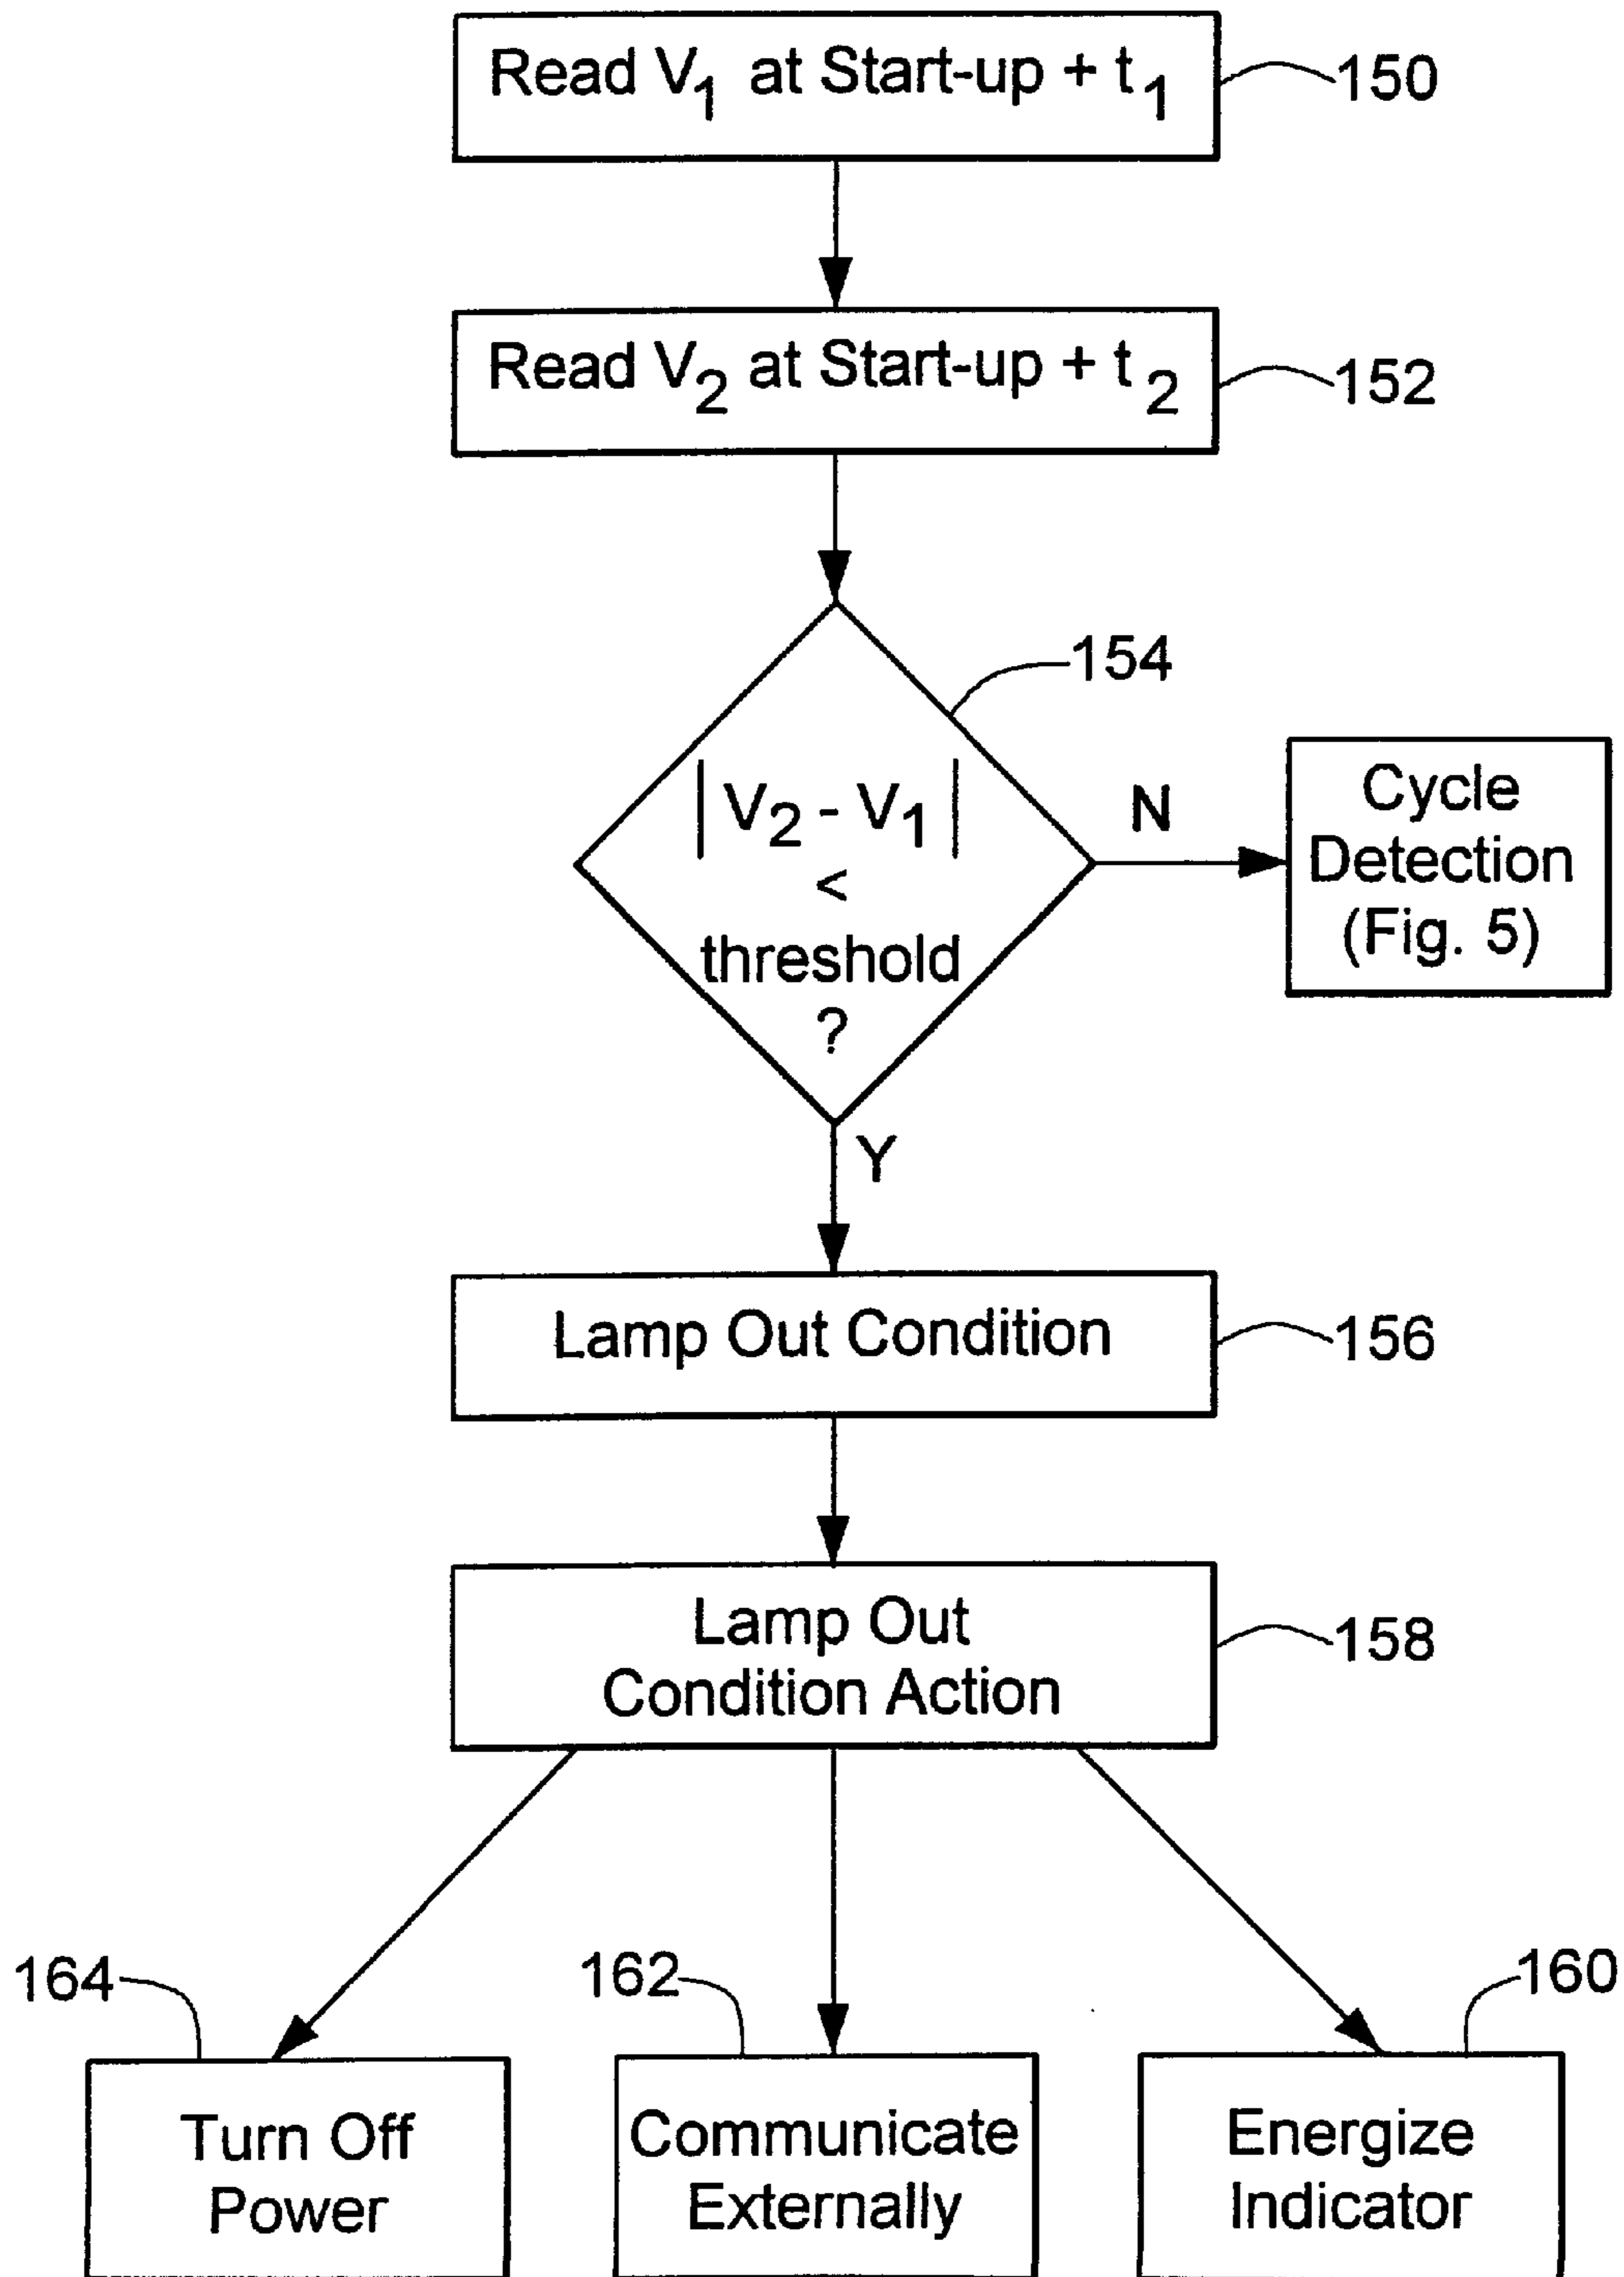 Read V1 at Start-up + t1
150
Read V2 at Start-up + t2
152
154
| V2 - V1 |
<
threshold
?
N
Cycle
Detection
(Fig. 5)
Y
Lamp Out Condition
156
Lamp Out
Condition Action
158
164
162
160
Turn Off
Power
Communicate
Externally
Energize
Indicator